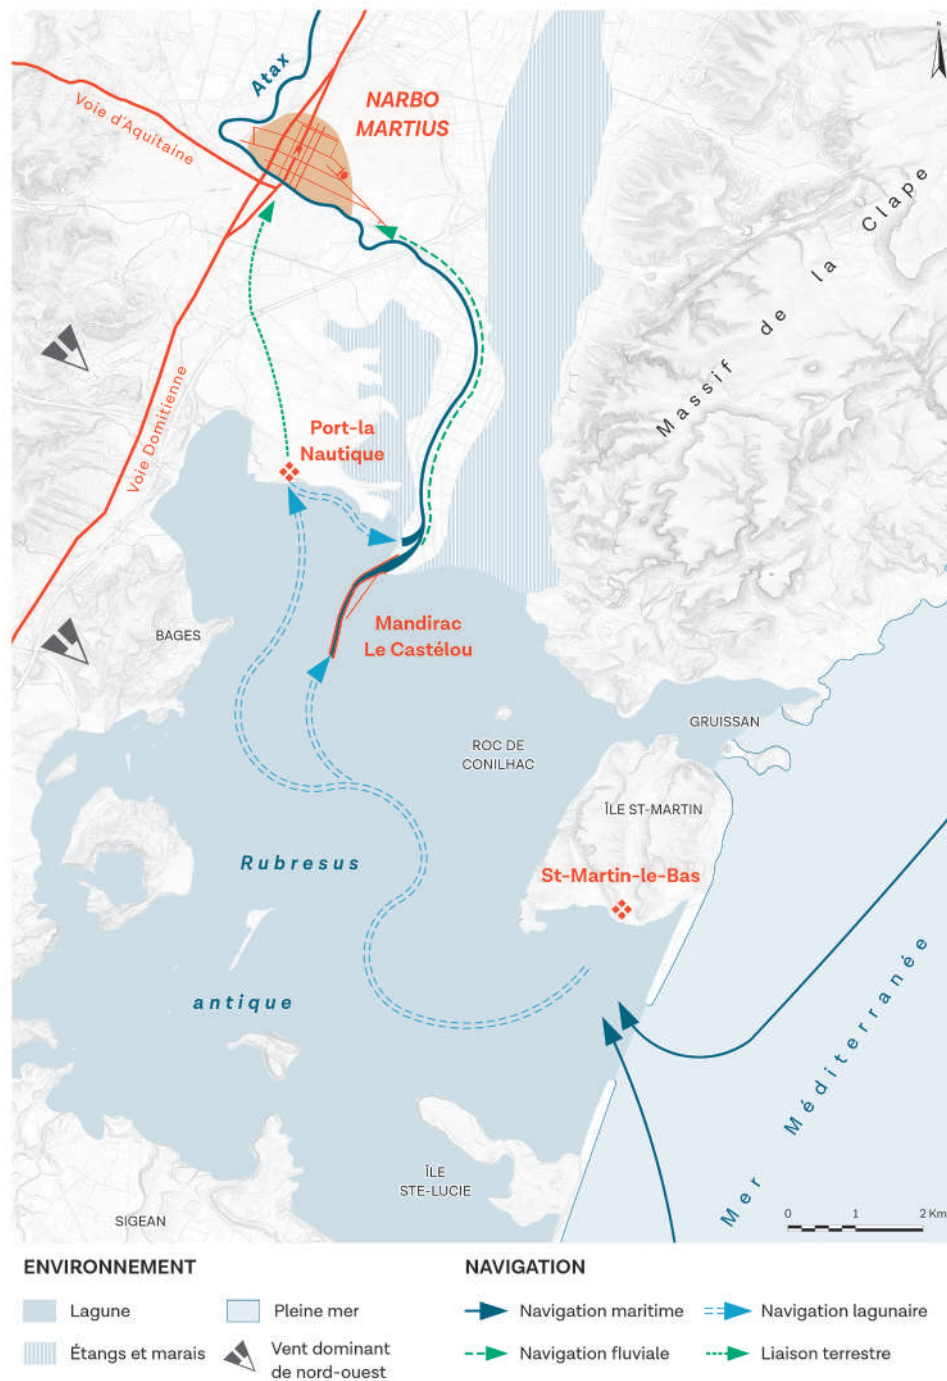 N
Atax
NARBO
MARTIUS
Voie d'Aquitaine
Massif de la Clape
Voie Domitienne
Port-la
Nautique
Mandirac
Le Castélou
BAGES
GRUISSAN
ROC DE
CONILHAC
ÎLE ST-MARTIN
Rubresus
St-Martin-le-Bas
antique
Mer Méditerranée
ÎLE
STE-LUCIE
SIGEAN
0 1 2 Km
ENVIRONNEMENT
Lagune
Pleine mer
Étangs et marais
Vent dominant
de nord-ouest
NAVIGATION
Navigation maritime
Navigation lagunaire
Navigation fluviale
Liaison terrestre